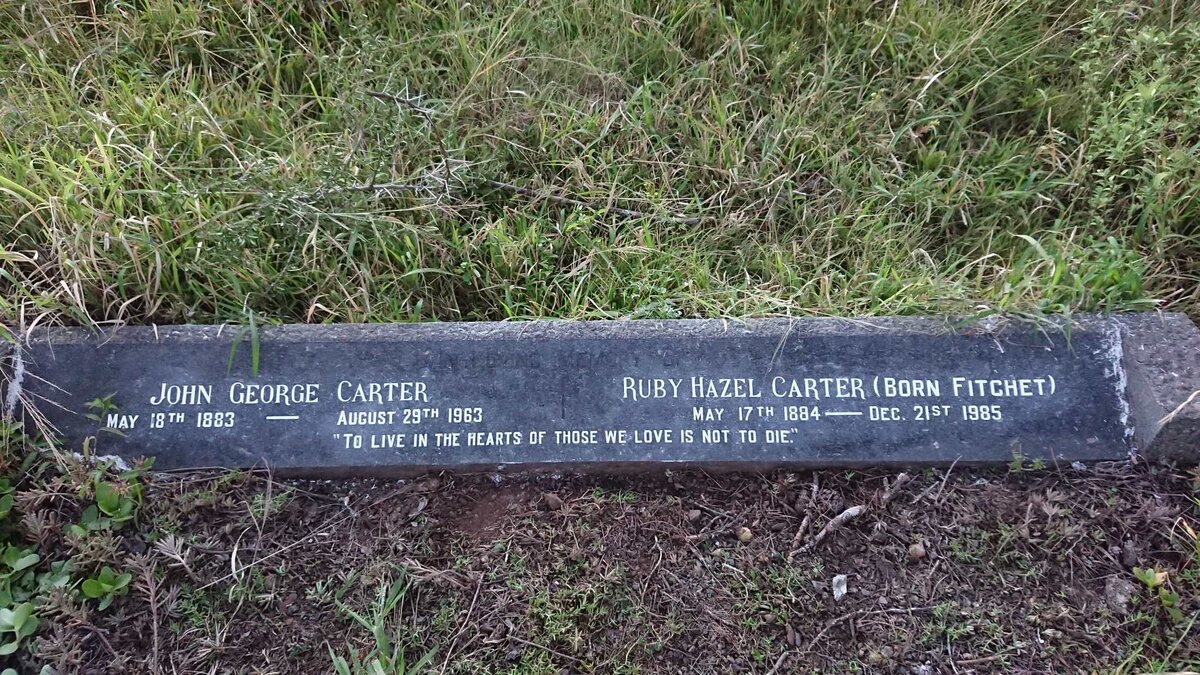 JOHN GEORGE CARTER
MAY 18TH 1883 — AUGUST 29TH 1963
RUBY HAZEL CARTER (BORN FITCHET)
MAY 17TH 1884 — DEC. 21ST 1985
"TO LIVE IN THE HEARTS OF THOSE WE LOVE IS NOT TO DIE."